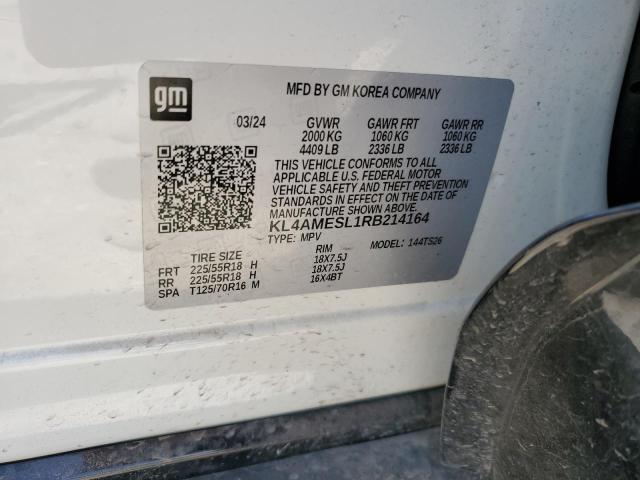 gm
MFD BY GM KOREA COMPANY
03/24 GVWR GAWR FRT GAWR RR
2000 KG 1060 KG 1060 KG
4409 LB 2336 LB 2336 LB
THIS VEHICLE CONFORMS TO ALL
APPLICABLE U.S. FEDERAL MOTOR
VEHICLE SAFETY AND THEFT PREVENTION
STANDARDS IN EFFECT ON THE DATE OF
MANUFACTURE SHOWN ABOVE.
KL4AMESL1RB214164
TYPE: MPV MODEL: 144TS26
TIRE SIZE RIM
FRT 225/55R18 H 18X7.5J
RR 225/55R18 H 18X7.5J
SPA T125/70R16 M 16X4BT